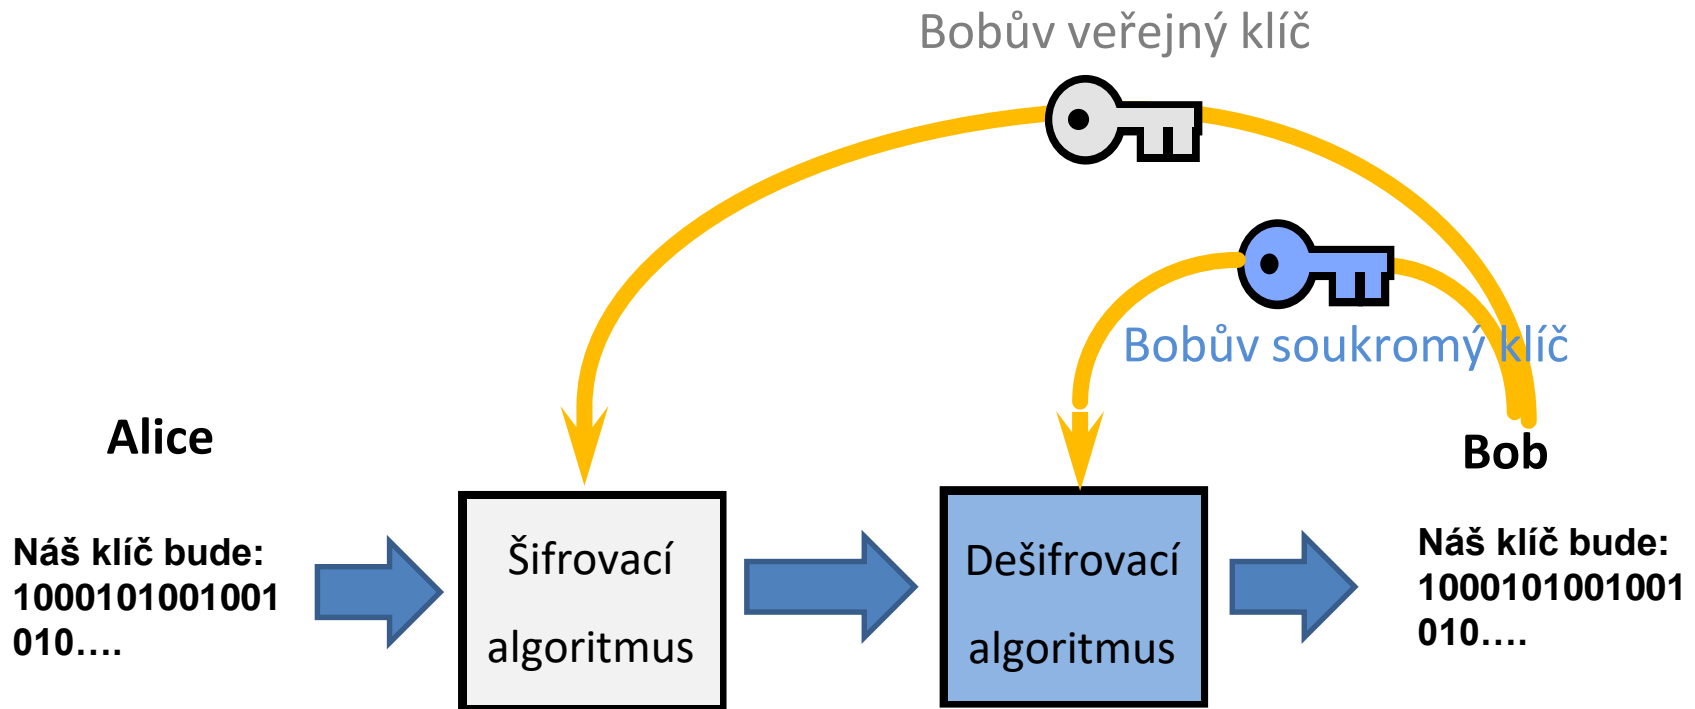 Bobův veřejný klíč
Bobův soukromý klíč
Alice
Bob
Náš klíč bude:
1000101001001
010....
Šifrovací
algoritmus
Dešifrovací
algoritmus
Náš klíč bude:
1000101001001
010....